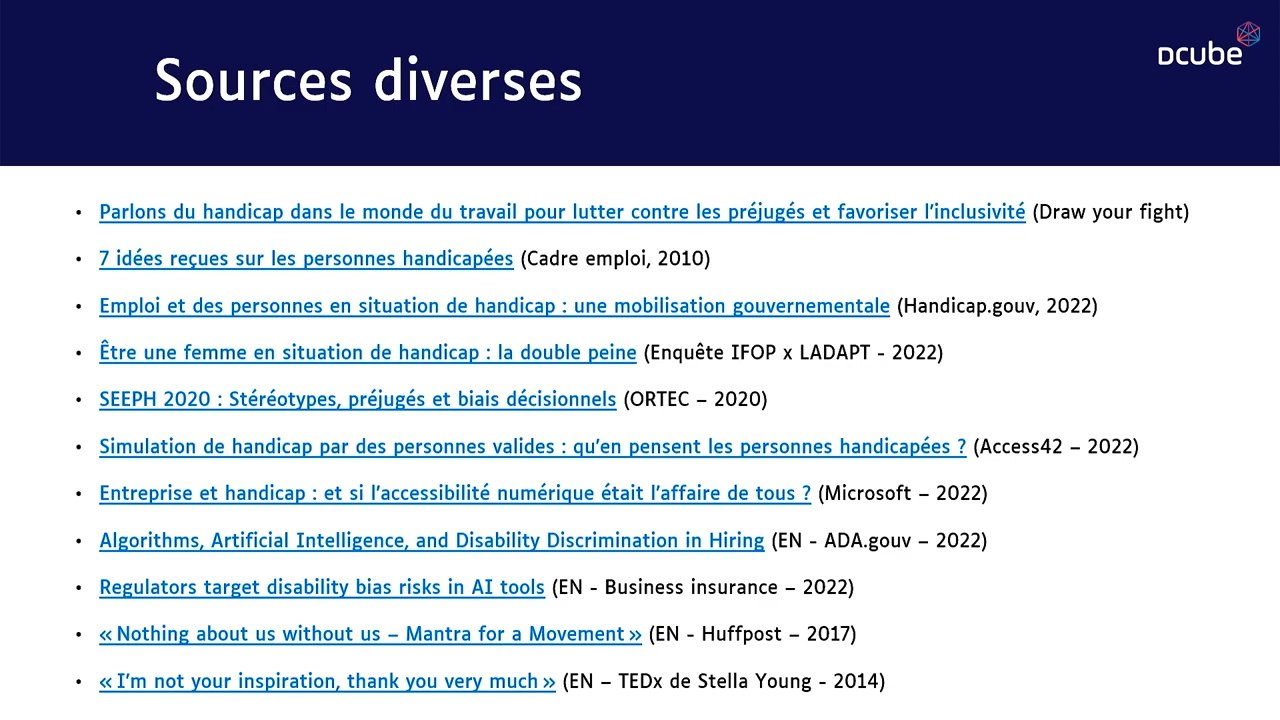 Sources diverses
Dcube
• Parlons du handicap dans le monde du travail pour lutter contre les préjugés et favoriser l'inclusivité (Draw your fight)
• 7 idées reçues sur les personnes handicapées (Cadre emploi, 2010)
• Emploi et des personnes en situation de handicap : une mobilisation gouvernementale (Handicap.gouv, 2022)
• Être une femme en situation de handicap : la double peine (Enquête IFOP x LADAPT - 2022)
• SEEPH 2020 : Stéréotypes, préjugés et biais décisionnels (ORTEC – 2020)
• Simulation de handicap par des personnes valides : qu'en pensent les personnes handicapées ? (Access42 – 2022)
• Entreprise et handicap : et si l'accessibilité numérique était l'affaire de tous ? (Microsoft – 2022)
• Algorithms, Artificial Intelligence, and Disability Discrimination in Hiring (EN - ADA.gouv – 2022)
• Regulators target disability bias risks in AI tools (EN - Business insurance – 2022)
• « Nothing about us without us – Mantra for a Movement » (EN - Huffpost – 2017)
• « I'm not your inspiration, thank you very much » (EN – TEDx de Stella Young - 2014)